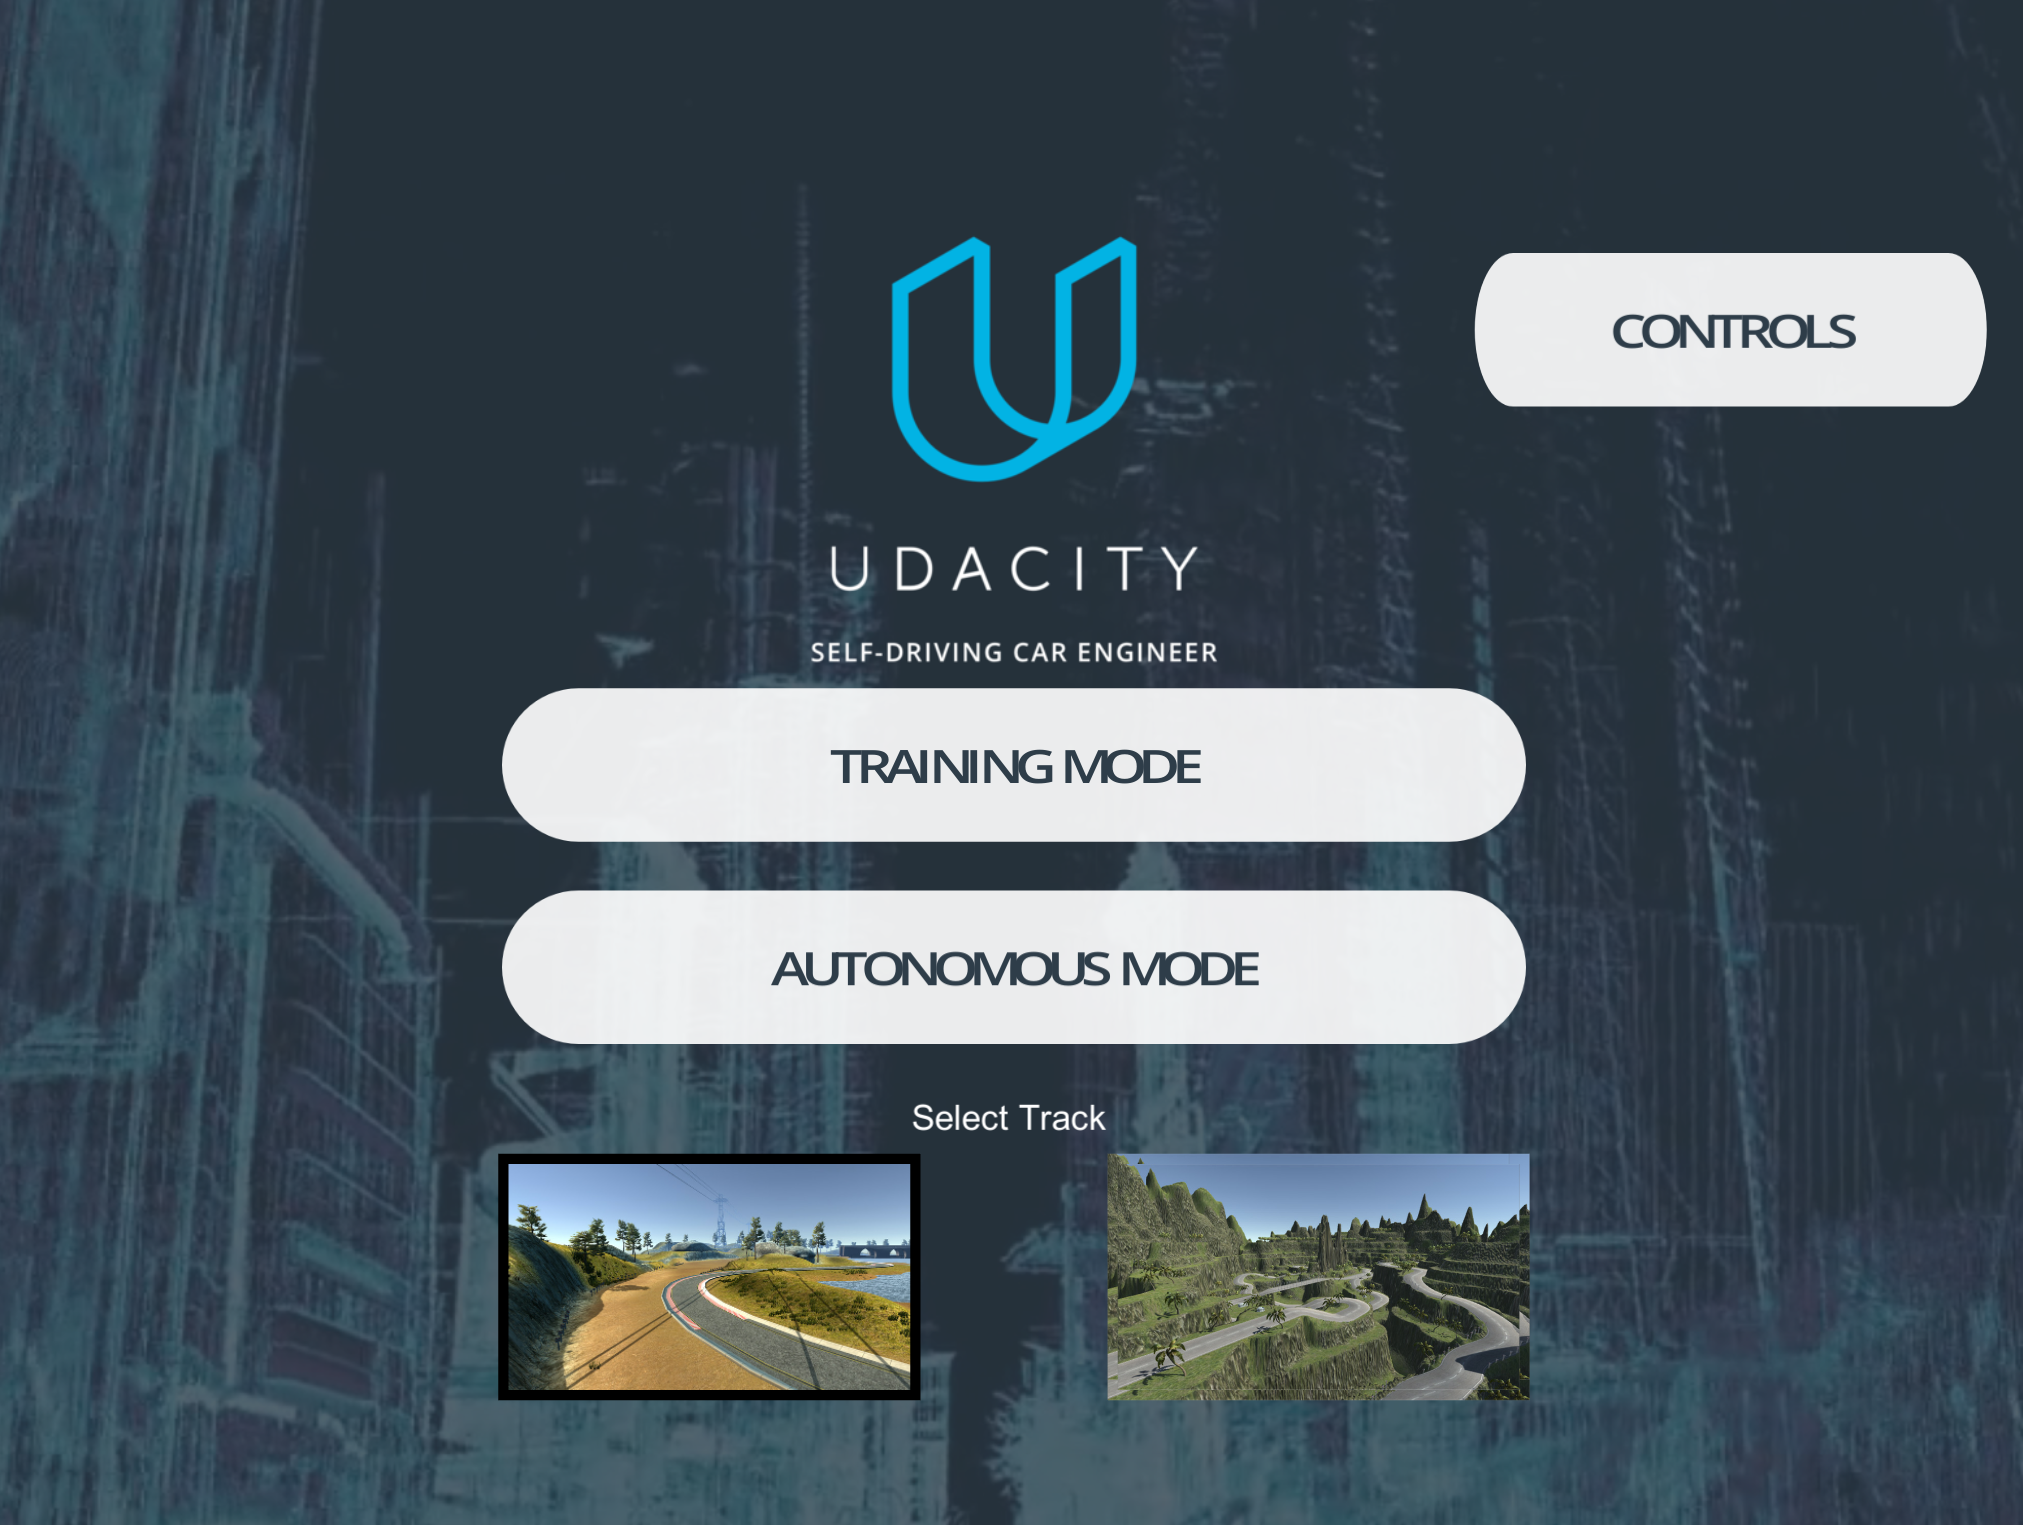 CONTROLS
UDACITY
SELF-DRIVING CAR ENGINEER
TRAINING MODE
AUTONOMOUS MODE
Select Track